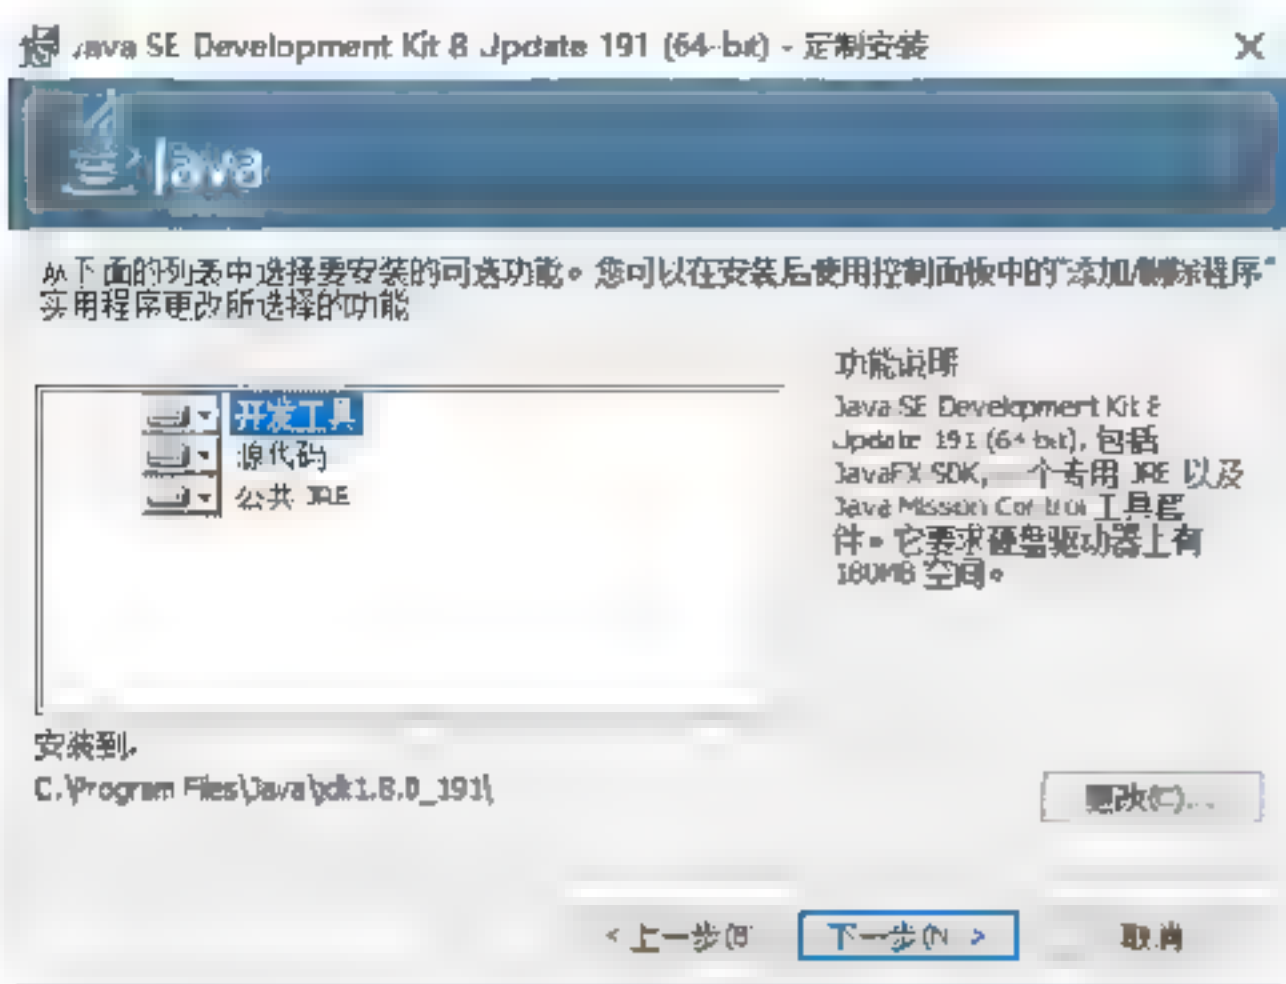 Java SE Development Kit 8 Update 191 (64-bit) - 定制安装
Java
从下面的列表中选择要安装的可选功能。您可以在安装后使用控制面板中的"添加/删除程序"
实用程序更改所选择的功能
开发工具
源代码
公共 JRE
功能说明
Java SE Development Kit 8
Update 191 (64-bit), 包括
JavaFX SDK, 一个专用 JRE 以及
Java Mission Control 工具套
件。它要求硬盘驱动器上有
180MB 空间。
安装到:
C:\Program Files\Java\jdk1.8.0_191\
更改(C)...
< 上一步(B)
下一步(N) >
取消